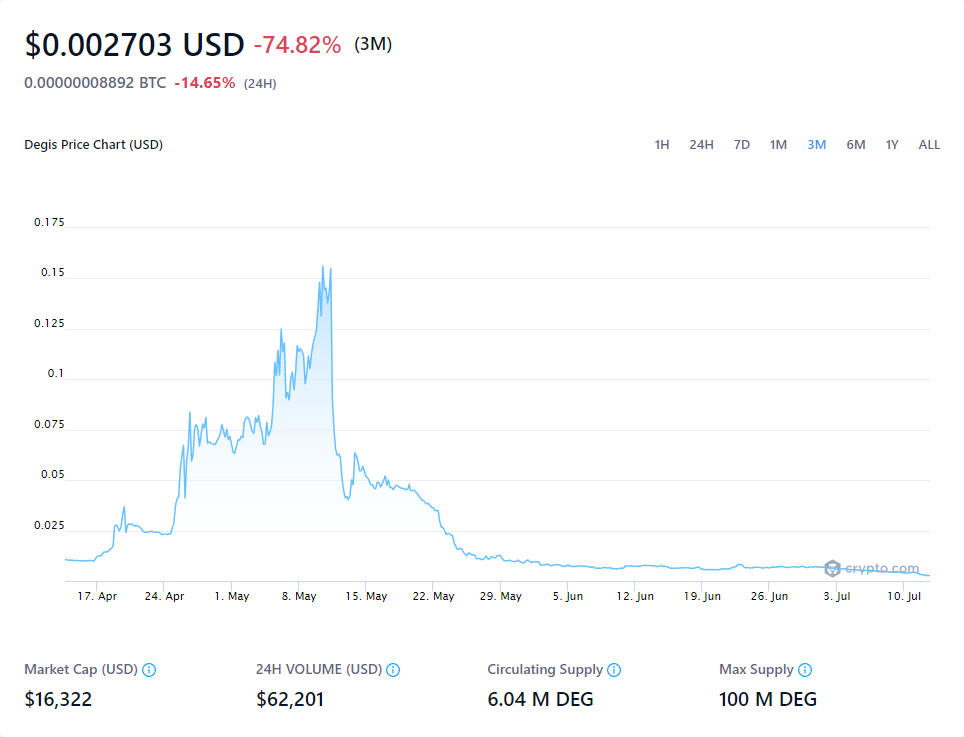 $0.002703 USD -74.82% (3M)
0.00000008892 BTC -14.65% (24H)
Degis Price Chart (USD)
1H 24H 7D 1M 3M 6M 1Y ALL
0.175
0.15
0.125
0.1
0.075
0.05
0.025
crypto.com
17. Apr 24. Apr 1. May 8. May 15. May 22. May 29. May 5. Jun 12. Jun 19. Jun 26. Jun 3. Jul 10. Jul
Market Cap (USD) 24H VOLUME (USD) Circulating Supply Max Supply
$16,322 $62,201 6.04 M DEG 100 M DEG